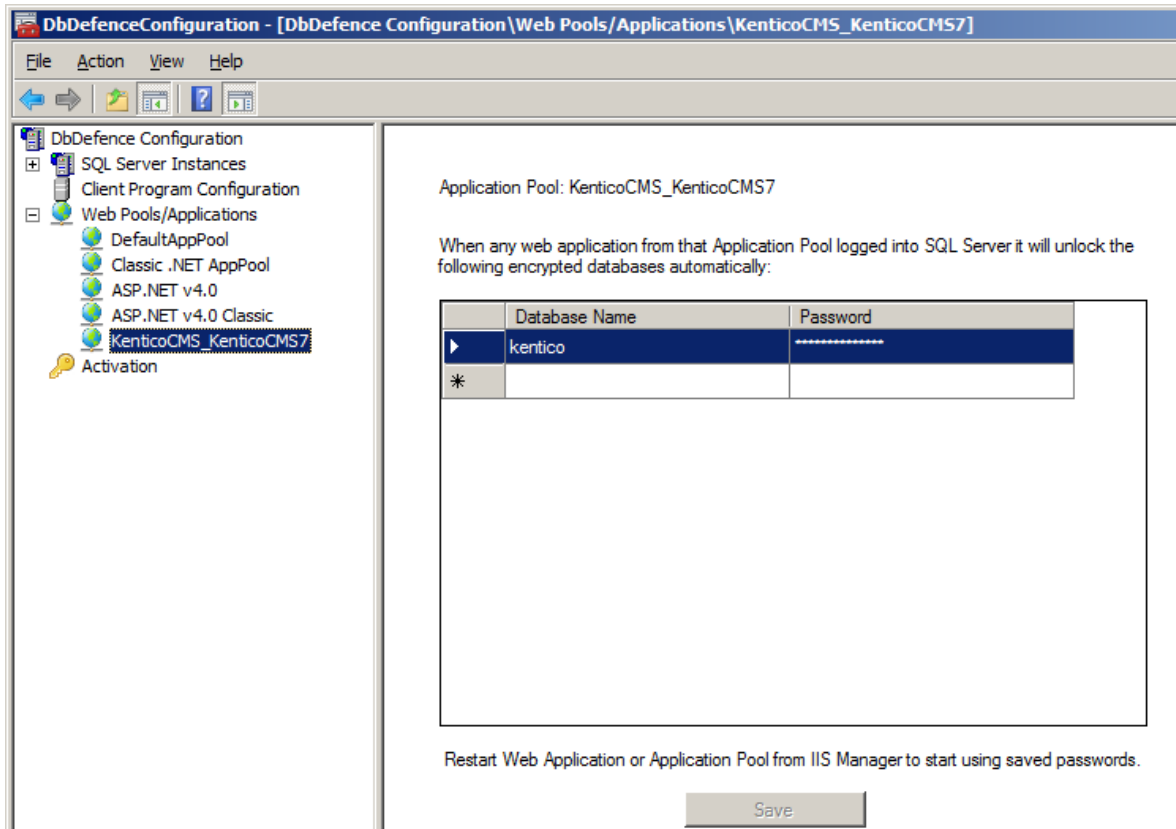 DbDefenceConfiguration - [DbDefence Configuration\Web Pools/Applications\KenticoCMS_KenticoCMS7]
File Action View Help
DbDefence Configuration
SQL Server Instances
Client Program Configuration
Web Pools/Applications
DefaultAppPool
Classic .NET AppPool
ASP.NET v4.0
ASP.NET v4.0 Classic
KenticoCMS_KenticoCMS7
Activation
Application Pool: KenticoCMS_KenticoCMS7
When any web application from that Application Pool logged into SQL Server it will unlock the
following encrypted databases automatically:
Database Name Password
kentico **************
Restart Web Application or Application Pool from IIS Manager to start using saved passwords.
Save